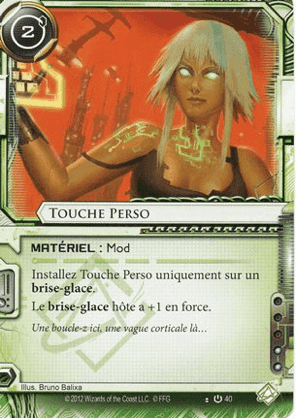 2
TOUCHE PERSO
MATÉRIEL : Mod
Installez Touche Perso uniquement sur un
brise-glace.
Le brise-glace hôte a +1 en force.
Une boucle-z ici, une vague corticale là…
Illus. Bruno Balixa
© 2012 Wizards of the Coast LLC. © FFG
40